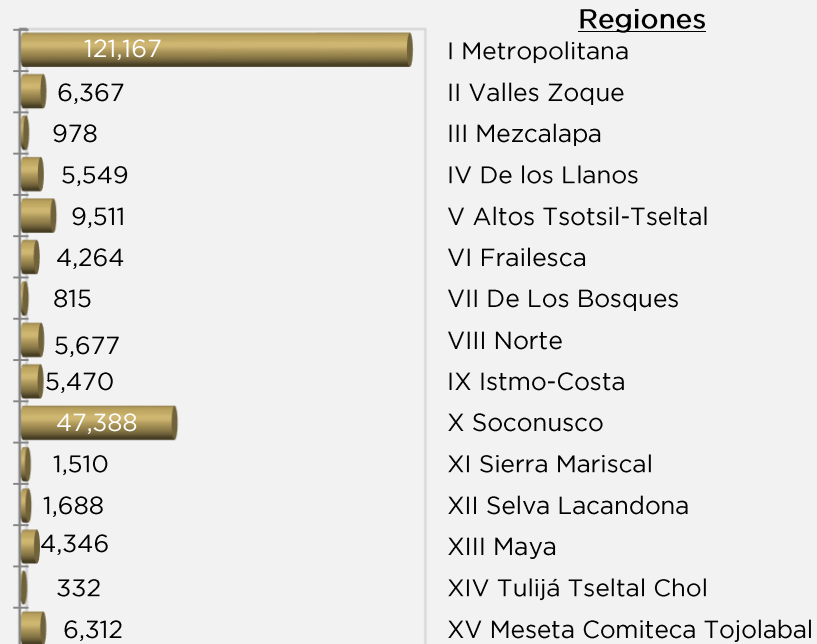 Regiones
121,167 I Metropolitana
6,367 II Valles Zoque
978 III Mezcalapa
5,549 IV De los Llanos
9,511 V Altos Tsotsil-Tseltal
4,264 VI Frailesca
815 VII De Los Bosques
5,677 VIII Norte
5,470 IX Istmo-Costa
47,388 X Soconusco
1,510 XI Sierra Mariscal
1,688 XII Selva Lacandona
4,346 XIII Maya
332 XIV Tulijá Tseltal Chol
6,312 XV Meseta Comiteca Tojolabal